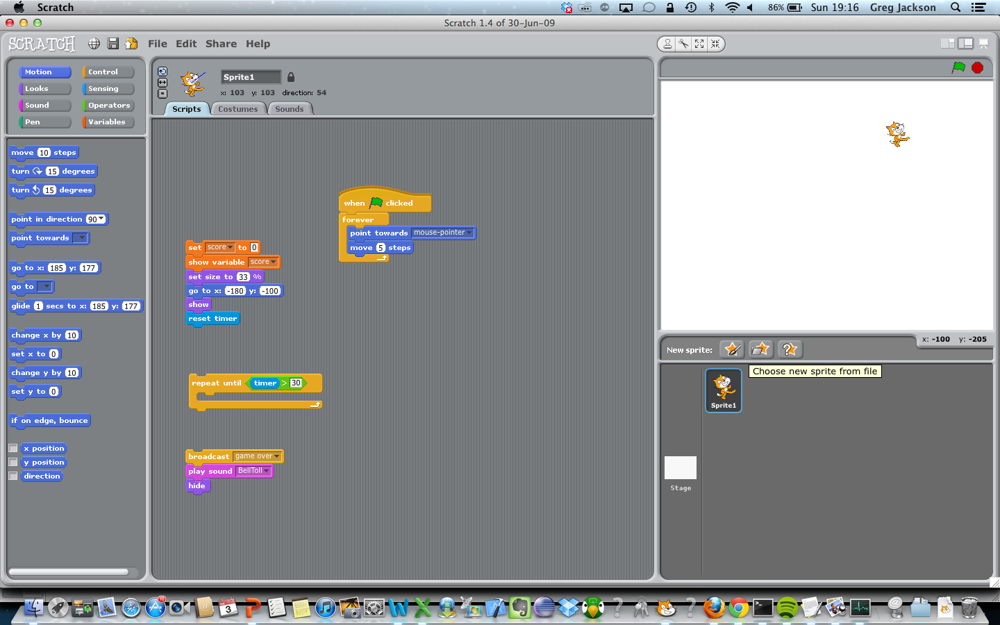 Scratch
86%
Sun 19:16
Greg Jackson
Scratch 1.4 of 30-Jun-09
SCRATCH
File Edit Share Help
Motion
Control
Looks
Sensing
Sound
Operators
Pen
Variables
move 10 steps
turn 15 degrees
turn 15 degrees
point in direction 90
point towards
go to x: 185 y: 177
go to
glide 1 secs to x: 185 y: 177
change x by 10
set x to 0
change y by 10
set y to 0
if on edge, bounce
x position
y position
direction
Sprite1
x: 103 y: 103 direction: 54
Scripts
Costumes
Sounds
when clicked
forever
point towards mouse-pointer
move 5 steps
set score to 0
show variable score
set size to 33 %
go to x: -180 y: -100
show
reset timer
repeat until timer > 30
broadcast game over
play sound BellToll
hide
x: -100 y: -205
New sprite:
Choose new sprite from file
Sprite1
Stage
10
3